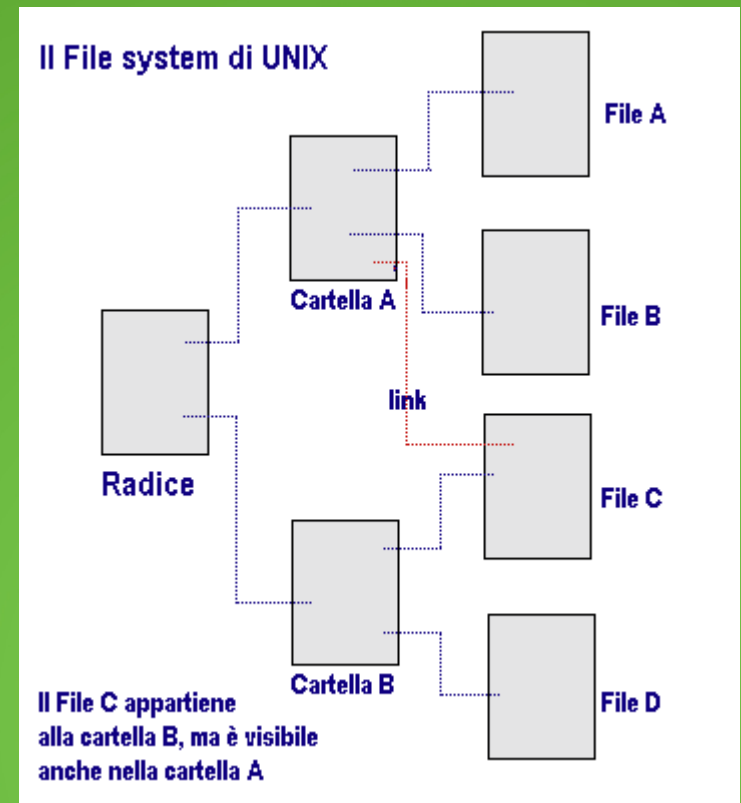 Il File system di UNIX
File A
Cartella A
File B
link
Radice
File C
Cartella B
File D
Il File C appartiene
alla cartella B, ma è visibile
anche nella cartella A